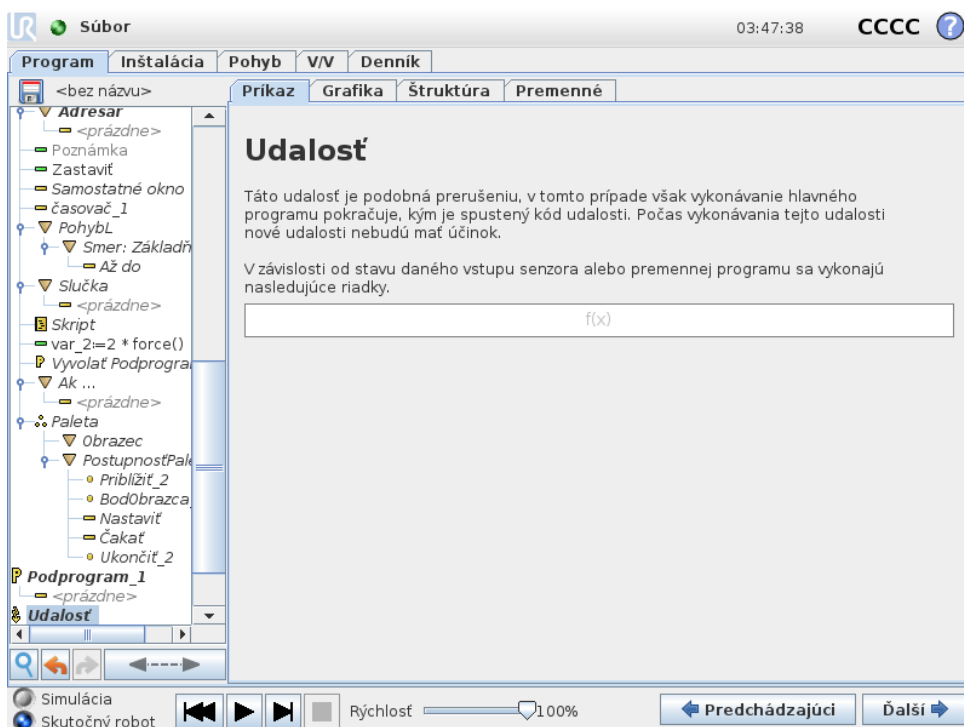 UR Súbor 03:47:38 CCCC ?
Program Inštalácia Pohyb V/V Denník
<bez názvu> Príkaz Grafika Štruktúra Premenné
Adresár
<prázdne>
Poznámka
Zastaviť
Samostatné okno
časovač_1
PohybL
Smer: Základň
Až do
Slučka
<prázdne>
Skript
var_2:=2 * force()
Vyvolať Podprogra
Ak ...
<prázdne>
Paleta
Obrazec
PostupnosťPale
Priblížiť_2
BodObrazca_
Nastaviť
Čakať
Ukončiť_2
P Podprogram_1
<prázdne>
Udalosť
Udalosť
Táto udalosť je podobná prerušeniu, v tomto prípade však vykonávanie hlavného
programu pokračuje, kým je spustený kód udalosti. Počas vykonávania tejto udalosti
nové udalosti nebudú mať účinok.
V závislosti od stavu daného vstupu senzora alebo premennej programu sa vykonajú
nasledujúce riadky.
f(x)
Simulácia
Skutočný robot
Rýchlosť 100%
Predchádzajúci Ďalší